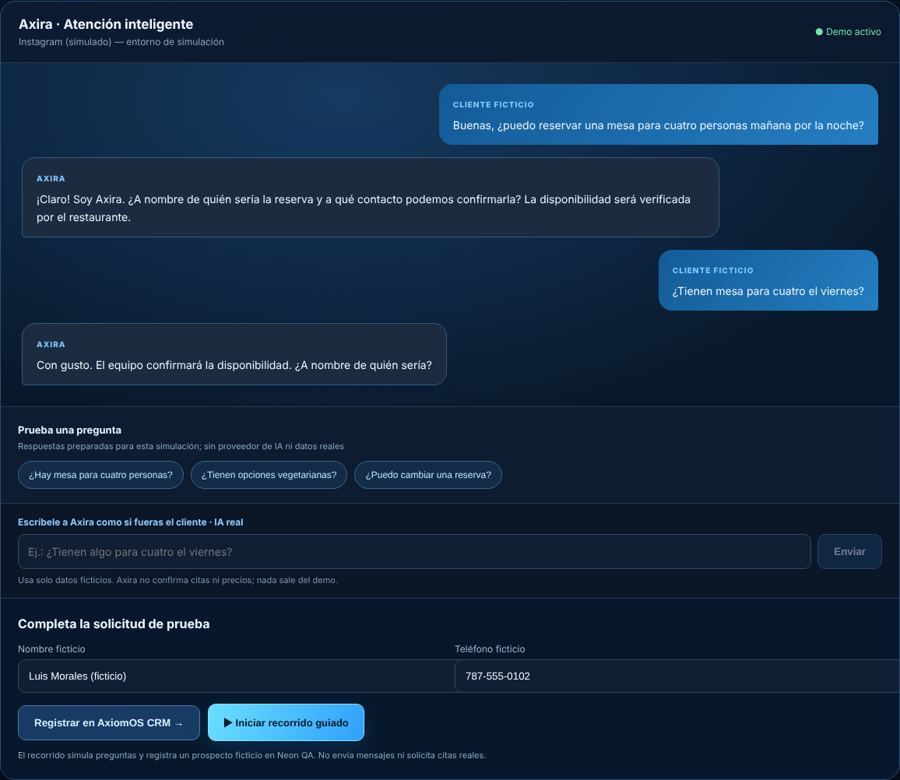 Axira · Atención inteligente
Instagram (simulado) — entorno de simulación
● Demo activo
CLIENTE FICTICIO
Buenas, ¿puedo reservar una mesa para cuatro personas mañana por la noche?
AXIRA
¡Claro! Soy Axira. ¿A nombre de quién sería la reserva y a qué contacto podemos confirmarla? La disponibilidad será verificada
por el restaurante.
CLIENTE FICTICIO
¿Tienen mesa para cuatro el viernes?
AXIRA
Con gusto. El equipo confirmará la disponibilidad. ¿A nombre de quién sería?
Prueba una pregunta
Respuestas preparadas para esta simulación; sin proveedor de IA ni datos reales
¿Hay mesa para cuatro personas?
¿Tienen opciones vegetarianas?
¿Puedo cambiar una reserva?
Escríbele a Axira como si fueras el cliente · IA real
Ej.: ¿Tienen algo para cuatro el viernes?
Enviar
Usa solo datos ficticios. Axira no confirma citas ni precios; nada sale del demo.
Completa la solicitud de prueba
Nombre ficticio
Teléfono ficticio
Luis Morales (ficticio)
787-555-0102
Registrar en AxiomOS CRM →
▶ Iniciar recorrido guiado
El recorrido simula preguntas y registra un prospecto ficticio en Neon QA. No envía mensajes ni solicita citas reales.